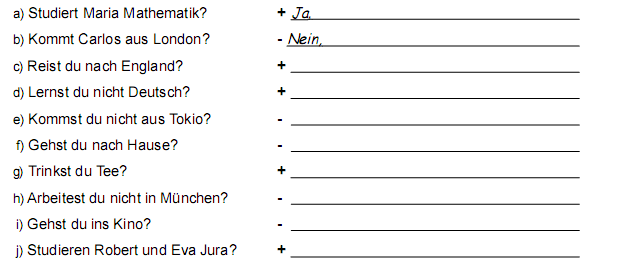 a) Studiert Maria Mathematik? + Ja,
b) Kommt Carlos aus London? - Nein,
c) Reist du nach England? +
d) Lernst du nicht Deutsch? +
e) Kommst du nicht aus Tokio? -
f) Gehst du nach Hause? -
g) Trinkst du Tee? +
h) Arbeitest du nicht in München? -
i) Gehst du ins Kino? -
j) Studieren Robert und Eva Jura? +